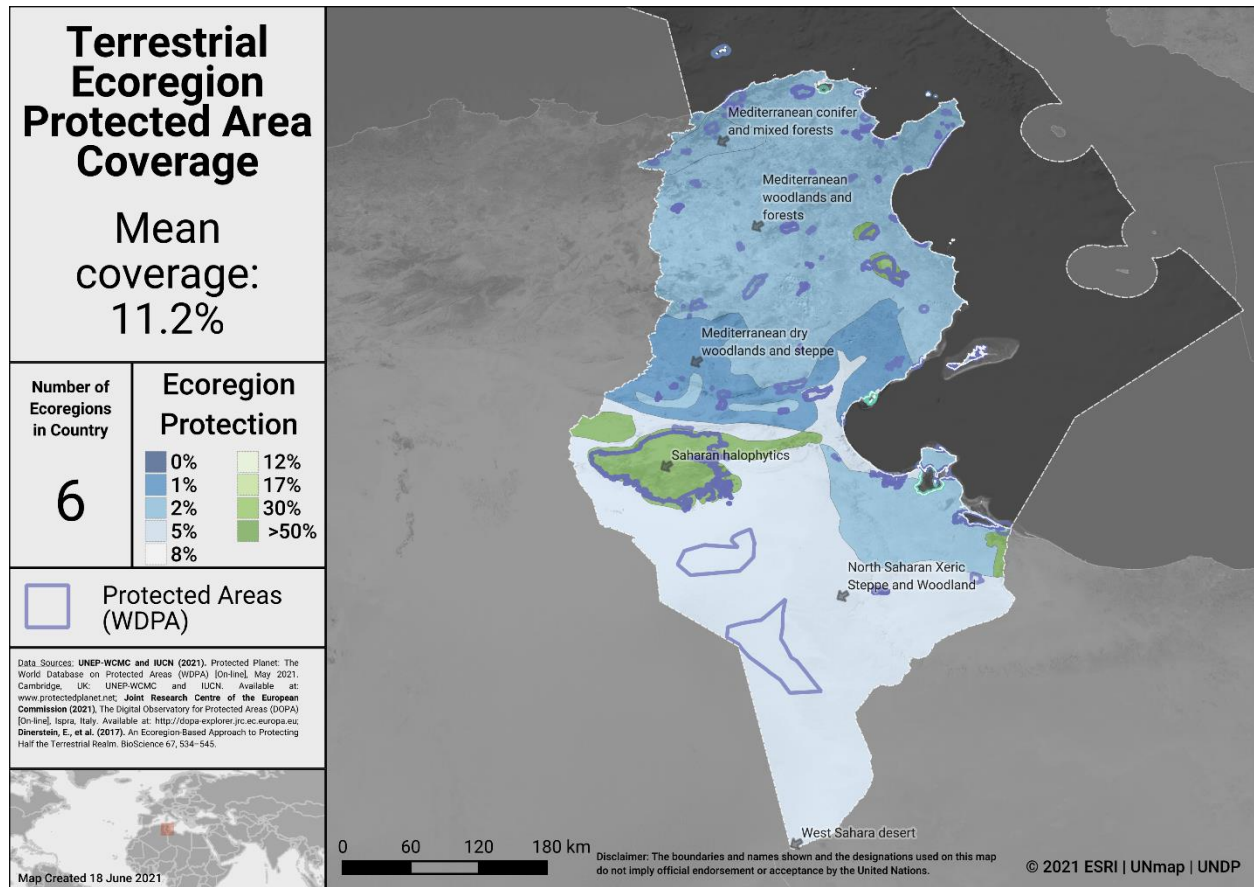 Terrestrial
Ecoregion
Protected Area
Coverage
Mean
coverage:
11.2%
Number of
Ecoregions
in Country
6
Ecoregion
Protection
0%
1%
2%
5%
8%
12%
17%
30%
>50%
Protected Areas
(WDPA)
Data Sources: UNEP-WCMC and IUCN (2021). Protected Planet: The
World Database on Protected Areas (WDPA) [On-line], May 2021.
Cambridge, UK: UNEP-WCMC and IUCN. Available at:
www.protectedplanet.net; Joint Research Centre of the European
Commission (2021), The Digital Observatory for Protected Areas (DOPA)
[On-line], Ispra, Italy. Available at: http://dopa-explorer.jrc.ec.europa.eu;
Dinerstein, E., et al. (2017). An Ecoregion-Based Approach to Protecting
Half the Terrestrial Realm. BioScience 67, 534–545.
Map Created 18 June 2021
Mediterranean conifer
and mixed forests
Mediterranean
woodlands and
forests
Mediterranean dry
woodlands and steppe
Saharan halophytics
North Saharan Xeric
Steppe and Woodland
West Sahara desert
0 60 120 180 km
Disclaimer: The boundaries and names shown and the designations used on this map
do not imply official endorsement or acceptance by the United Nations.
© 2021 ESRI | UNmap | UNDP